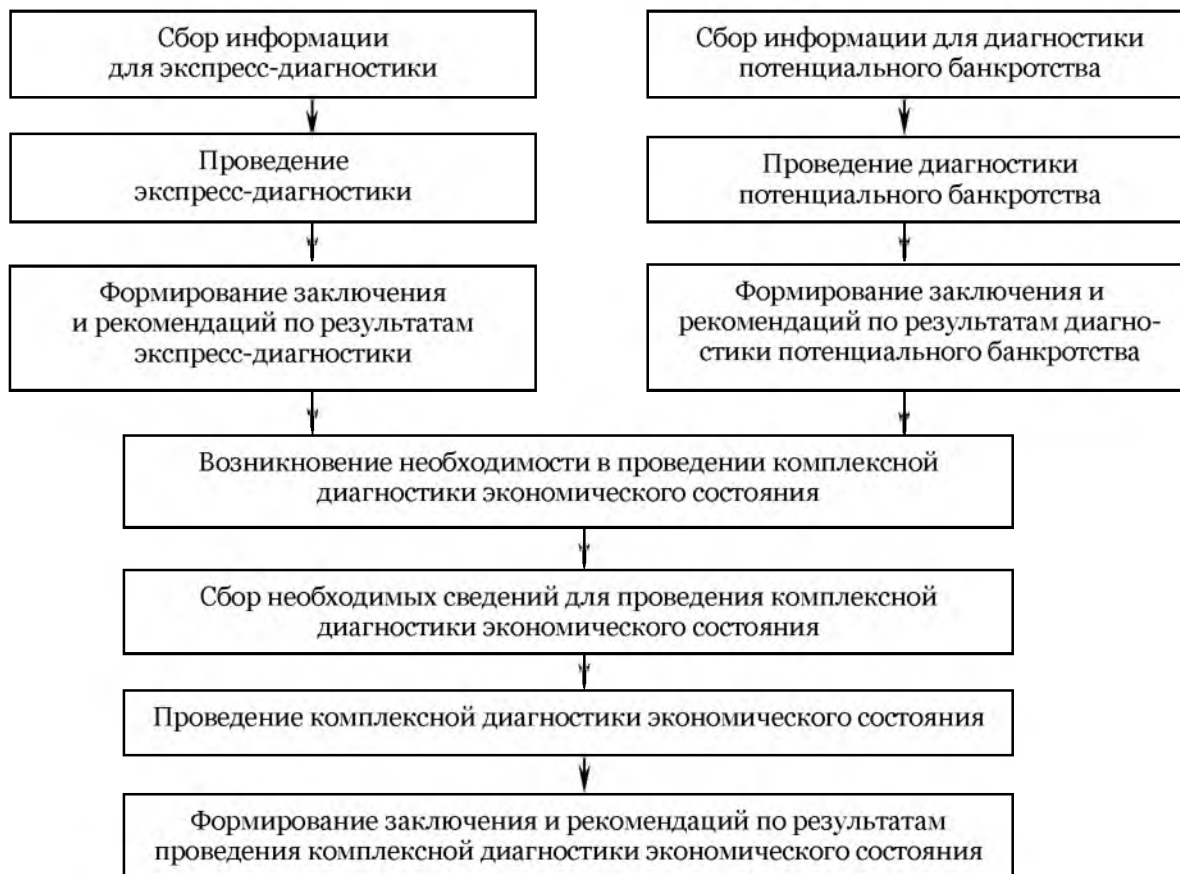 Сбор информации
для экспресс-диагностики
Сбор информации для диагностики
потенциального банкротства
Проведение
экспресс-диагностики
Проведение диагностики
потенциального банкротства
Формирование заключения
и рекомендаций по результатам
экспресс-диагностики
Формирование заключения и
рекомендаций по результатам диагно-
стики потенциального банкротства
Возникновение необходимости в проведении комплексной
диагностики экономического состояния
Сбор необходимых сведений для проведения комплексной
диагностики экономического состояния
Проведение комплексной диагностики экономического состояния
Формирование заключения и рекомендаций по результатам
проведения комплексной диагностики экономического состояния